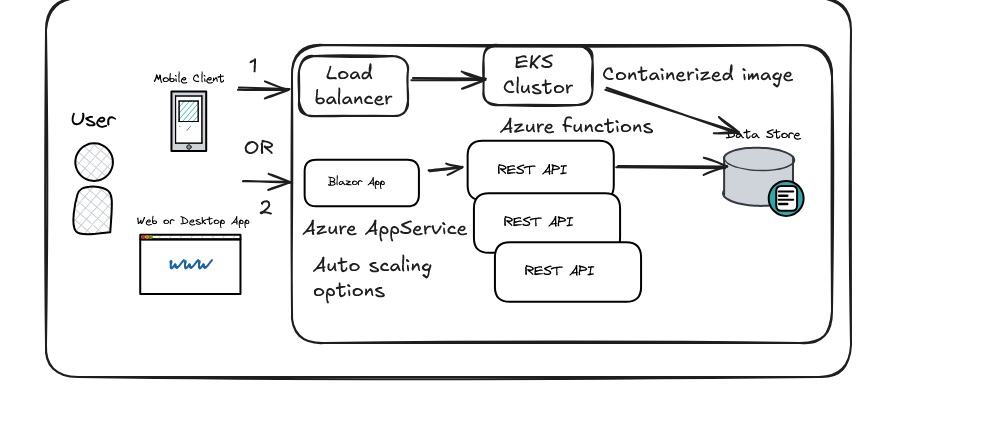 User
Mobile Client
1
OR
2
Web or Desktop App
www
Load
balancer
EKS
Clustor
Containerized image
Azure functions
Data Store
Blazor App
REST API
REST API
REST API
Azure AppService
Auto scaling
options